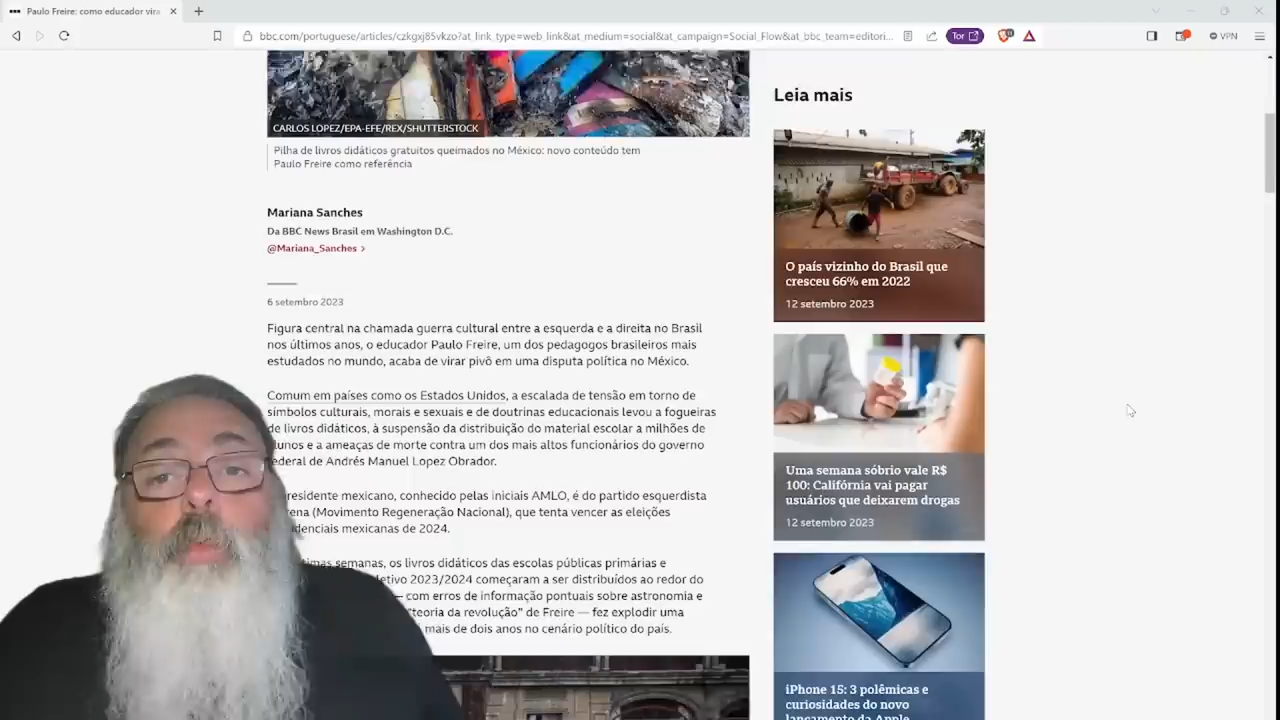 Paulo Freire: como educador vira
bbc.com/portuguese/articles/czkgxj85vkzo?at_link_type=web_link&at_medium=social&at_campaign=Social_Flow&at_bbc_team=editori...
Tor
VPN
CARLOS LOPEZ/EPA-EFE/REX/SHUTTERSTOCK
Pilha de livros didáticos gratuitos queimados no México: novo conteúdo tem
Paulo Freire como referência
Mariana Sanches
Da BBC News Brasil em Washington D.C.
@Mariana_Sanches
6 setembro 2023
Figura central na chamada guerra cultural entre a esquerda e a direita no Brasil
nos últimos anos, o educador Paulo Freire, um dos pedagogos brasileiros mais
estudados no mundo, acaba de virar pivô em uma disputa política no México.
Comum em países como os Estados Unidos, a escalada de tensão em torno de
símbolos culturais, morais e sexuais e de doutrinas educacionais levou a fogueiras
de livros didáticos, à suspensão da distribuição do material escolar a milhões de
lunos e a ameaças de morte contra um dos mais altos funcionários do governo
ederal de Andrés Manuel Lopez Obrador.
residente mexicano, conhecido pelas iniciais AMLO, é do partido esquerdista
ena (Movimento Regeneração Nacional), que tenta vencer as eleições
denciais mexicanas de 2024.
timas semanas, os livros didáticos das escolas públicas primárias e
etivo 2023/2024 começaram a ser distribuídos ao redor do
— com erros de informação pontuais sobre astronomia e
"teoria da revolução" de Freire — fez explodir uma
mais de dois anos no cenário político do país.
Leia mais
O país vizinho do Brasil que
cresceu 66% em 2022
12 setembro 2023
Uma semana sóbrio vale R$
100: Califórnia vai pagar
usuários que deixarem drogas
12 setembro 2023
iPhone 15: 3 polêmicas e
curiosidades do novo
lançamento da Apple